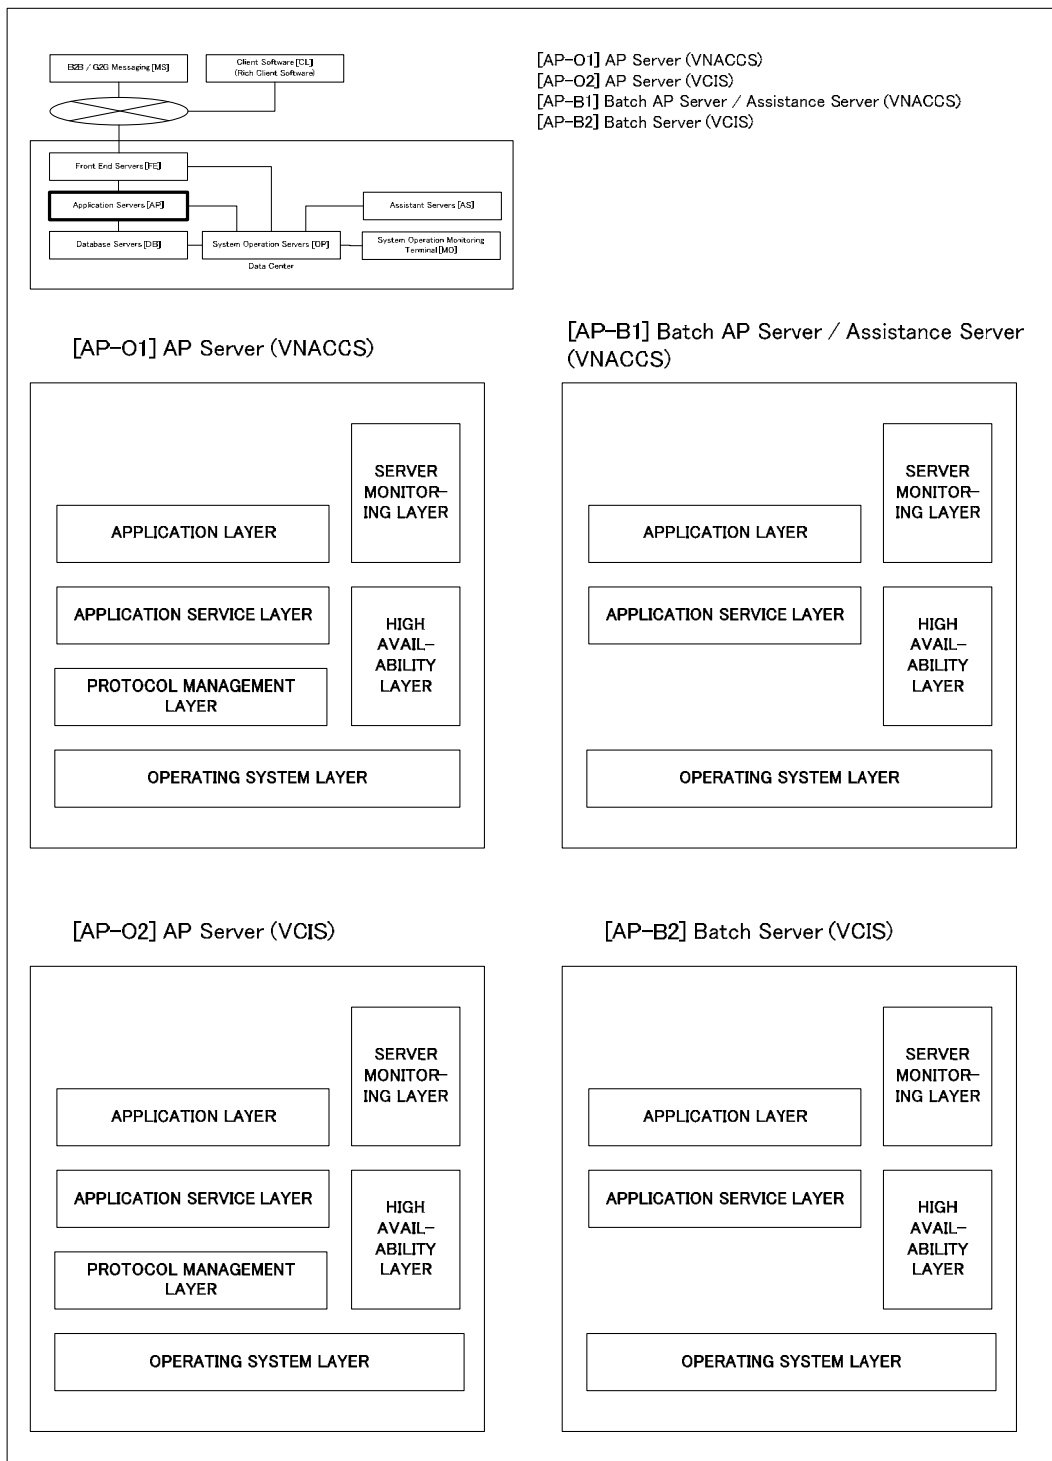 B2B / G2G Messaging [MS]
Client Software [CL]
(Rich Client Software)
[AP-O1] AP Server (VNACCS)
[AP-O2] AP Server (VCIS)
[AP-B1] Batch AP Server / Assistance Server (VNACCS)
[AP-B2] Batch Server (VCIS)
Front End Servers [FE]
Application Servers [AP]
Assistant Servers [AS]
Database Servers [DB]
System Operation Servers [OP]
System Operation Monitoring
Terminal [MO]
Data Center
[AP-O1] AP Server (VNACCS)
SERVER
MONITOR-
ING LAYER
APPLICATION LAYER
APPLICATION SERVICE LAYER
HIGH
AVAIL-
ABILITY
LAYER
PROTOCOL MANAGEMENT
LAYER
OPERATING SYSTEM LAYER
[AP-B1] Batch AP Server / Assistance Server
(VNACCS)
SERVER
MONITOR-
ING LAYER
APPLICATION LAYER
APPLICATION SERVICE LAYER
HIGH
AVAIL-
ABILITY
LAYER
OPERATING SYSTEM LAYER
[AP-O2] AP Server (VCIS)
SERVER
MONITOR-
ING LAYER
APPLICATION LAYER
APPLICATION SERVICE LAYER
HIGH
AVAIL-
ABILITY
LAYER
PROTOCOL MANAGEMENT
LAYER
OPERATING SYSTEM LAYER
[AP-B2] Batch Server (VCIS)
SERVER
MONITOR-
ING LAYER
APPLICATION LAYER
APPLICATION SERVICE LAYER
HIGH
AVAIL-
ABILITY
LAYER
OPERATING SYSTEM LAYER